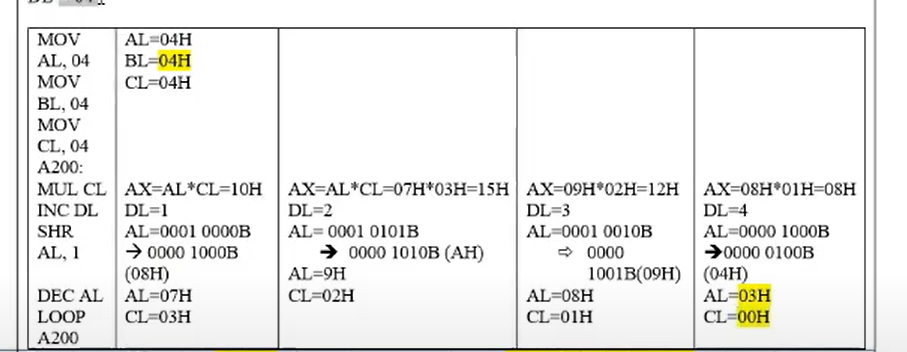 MOV AL=04H
AL, 04 BL=04H
MOV CL=04H
BL, 04
MOV
CL, 04
A200:
MUL CL AX=AL*CL=10H AX=AL*CL=07H*03H=15H AX=09H*02H=12H AX=08H*01H=08H
INC DL DL=1 DL=2 DL=3 DL=4
SHR AL=0001 0000B AL= 0001 0101B AL=0001 0010B AL=0000 1000B
AL, 1 → 0000 1000B ➔ 0000 1010B (AH) ⇨ 0000 ➔0000 0100B
(08H) AL=9H 1001B(09H) (04H)
DEC AL AL=07H CL=02H AL=08H AL=03H
LOOP CL=03H CL=01H CL=00H
A200